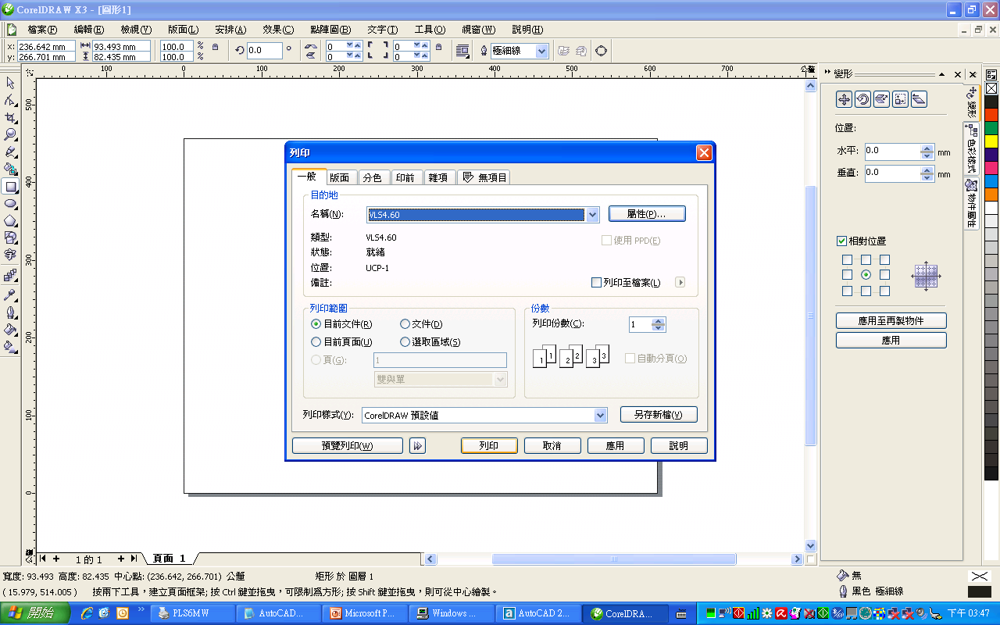 CorelDRAW X3 - [圖形1]
檔案(F) 編輯(E) 檢視(V) 版面(L) 安排(A) 效果(C) 點陣圖(B) 文字(T) 工具(O) 視窗(W) 說明(H)
x: 236.642 mm 93.493 mm 100.0 % 0.0 ° 0 0 極細線
y: 266.701 mm 82.435 mm 100.0 % 0 0
100 0 100 200 300 400 500 600 700 公釐
500
400
300
200
100
0
公釐
列印
一般 版面 分色 印前 雜項 無項目
目的地
名稱(N): VLS4.60 屬性(P)...
類型: VLS4.60 使用 PPD(E)
狀態: 就緒
位置: UCP-1
備註: 列印至檔案(L)
列印範圍
目前文件(R) 文件(D)
目前頁面(U) 選取區域(S)
頁(G): 1
雙與單
份數
列印份數(C): 1
1 1 2 2 3 3 自動分頁(O)
列印樣式(Y): CorelDRAW 預設值 另存新檔(V)
預覽列印(W) 列印 取消 應用 說明
變形
位置:
水平: 0.0 mm
垂直: 0.0 mm
相對位置
應用至再製物件
應用
變形
色彩樣式
物件屬性
1 的 1 頁面 1
寬度: 93.493 高度: 82.435 中心點: (236.642, 266.701) 公釐 矩形 於 圖層 1 無
( 15.979, 514.005 ) 按兩下工具，建立頁面框架; 按 Ctrl 鍵並拖曳，可限制為方形; 按 Shift 鍵並拖曳，則可從中心繪製。 黑色 極細線
開始 PLS6MW AutoCAD... Microsoft P... Windows ... AutoCAD 2... CorelDRA... 下午 03:47